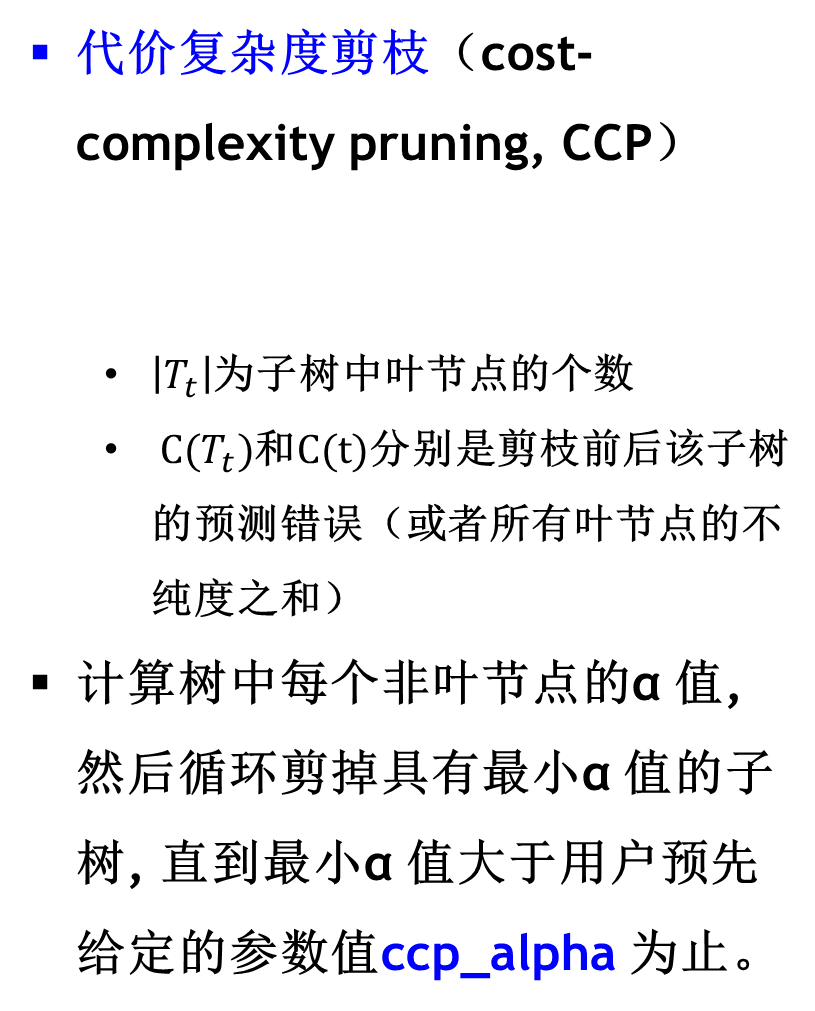 ▪ 代价复杂度剪枝（cost-
complexity pruning, CCP）
• |Tₜ|为子树中叶节点的个数
• C(Tₜ)和C(t)分别是剪枝前后该子树
的预测错误（或者所有叶节点的不
纯度之和）
▪ 计算树中每个非叶节点的α 值,
然后循环剪掉具有最小α 值的子
树, 直到最小α 值大于用户预先
给定的参数值ccp_alpha 为止。